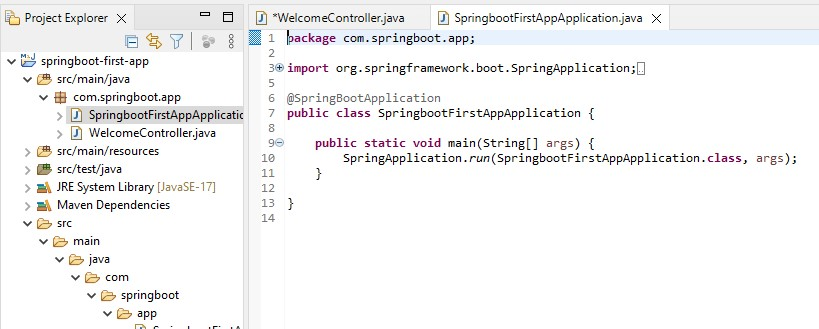 Project Explorer
springboot-first-app
src/main/java
com.springboot.app
SpringbootFirstAppApplicatic
WelcomeController.java
src/main/resources
src/test/java
JRE System Library [JavaSE-17]
Maven Dependencies
src
main
java
com
springboot
app
*WelcomeController.java
SpringbootFirstAppApplication.java
1 package com.springboot.app;
2
3 import org.springframework.boot.SpringApplication;
5
6 @SpringBootApplication
7 public class SpringbootFirstAppApplication {
8
9 public static void main(String[] args) {
10 SpringApplication.run(SpringbootFirstAppApplication.class, args);
11 }
12
13 }
14